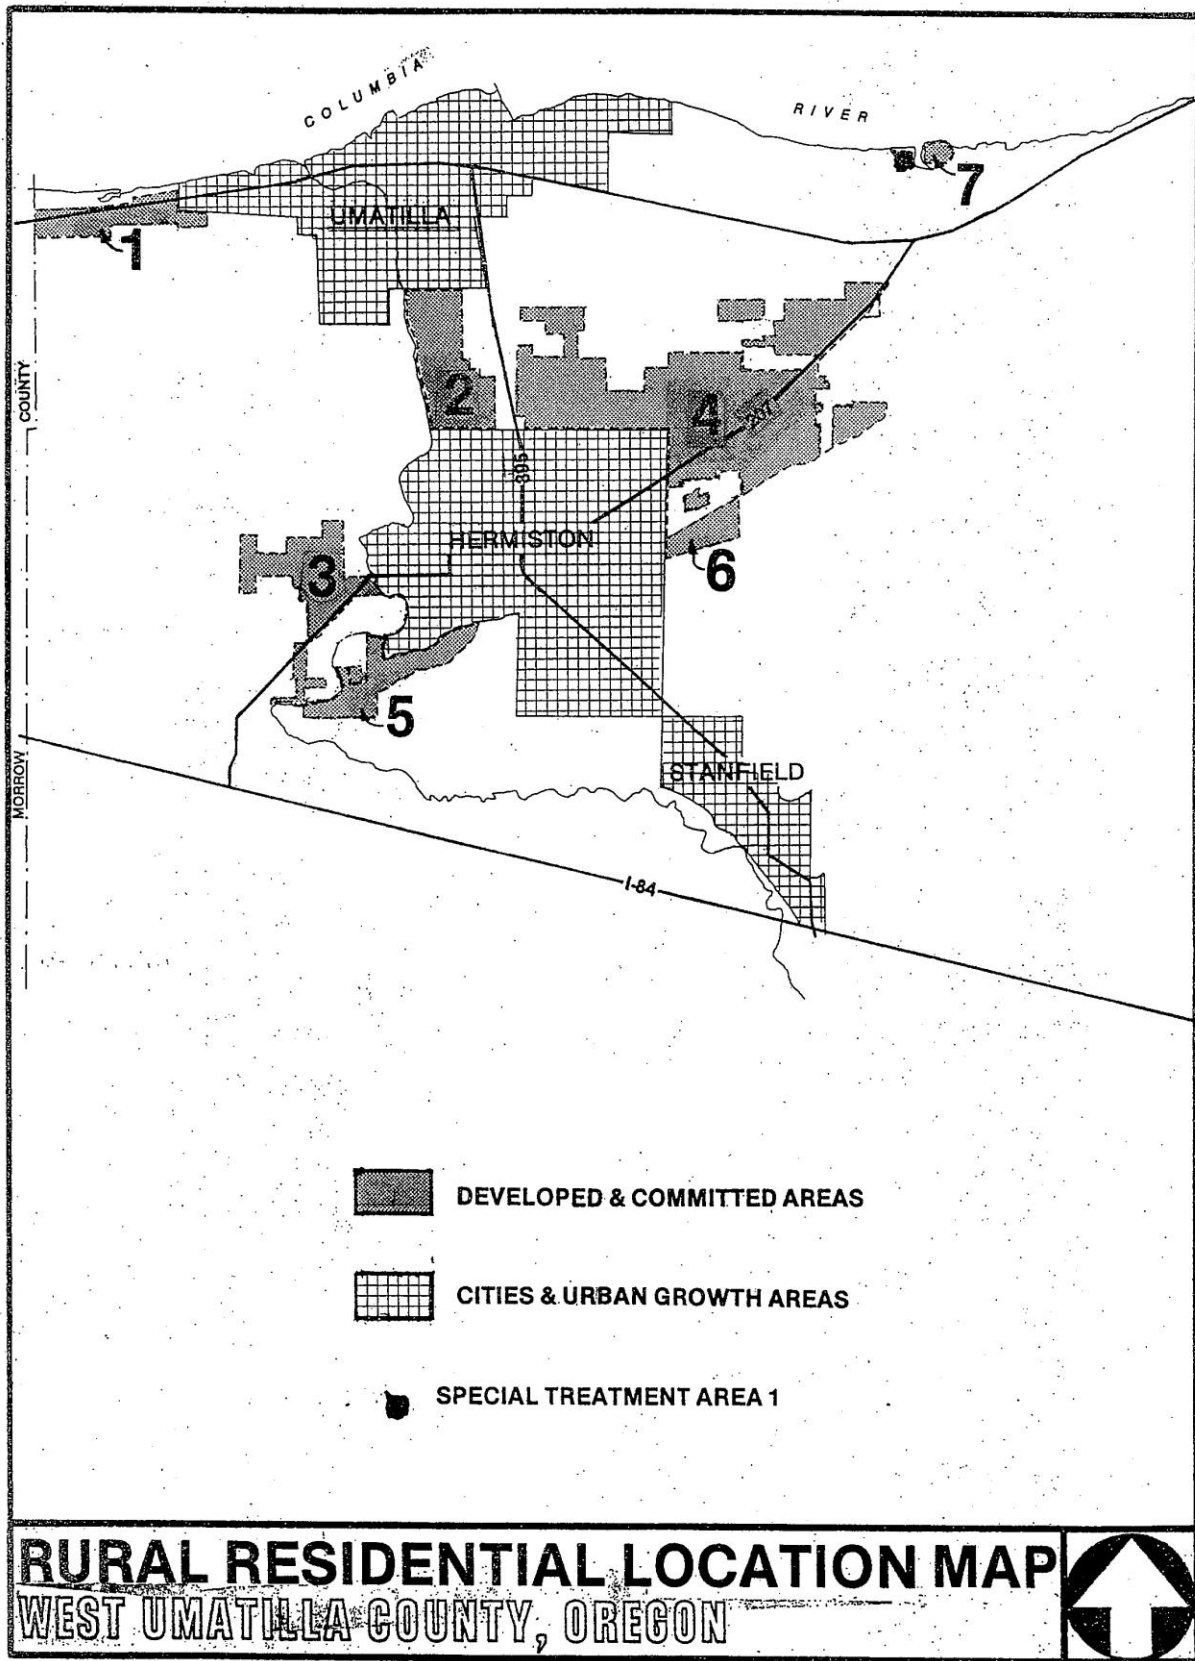 COLUMBIA
RIVER
7
UMATILLA
1
COUNTY
2
4
207
395
HERMISTON
3
6
5
MORROW
STANFIELD
I-84
DEVELOPED & COMMITTED AREAS
CITIES & URBAN GROWTH AREAS
SPECIAL TREATMENT AREA 1
RURAL RESIDENTIAL LOCATION MAP
WEST UMATILLA COUNTY, OREGON